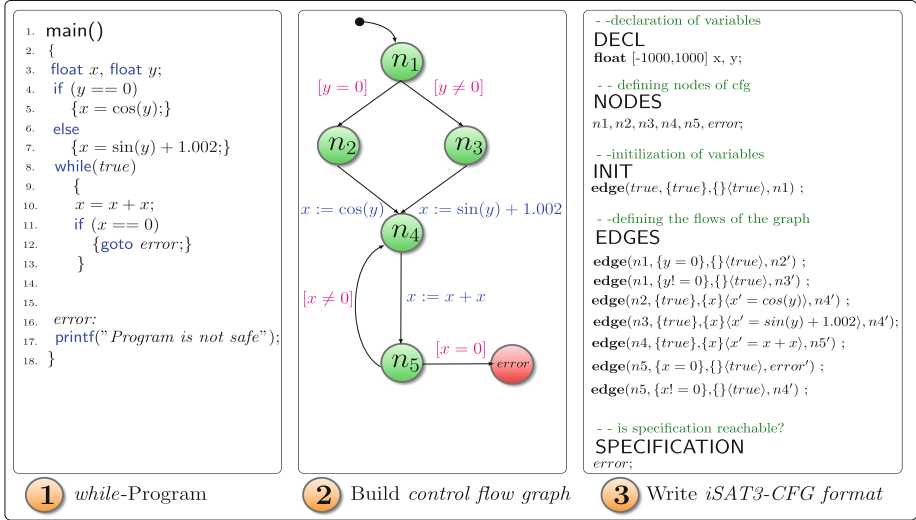 1. main()
2. {
3. float x, float y;
4. if (y == 0)
5. {x = cos(y);}
6. else
7. {x = sin(y) + 1.002;}
8. while(true)
9. {
10. x = x + x;
11. if (x == 0)
12. {goto error;}
13. }
14.
15.
16. error:
17. printf("Program is not safe");
18. }
1 while-Program
n1
[y = 0] [y ≠ 0]
n2 n3
x := cos(y) x := sin(y) + 1.002
n4
[x ≠ 0] x := x + x
n5 [x = 0] error
2 Build control flow graph
- -declaration of variables
DECL
float [-1000,1000] x, y;
- - defining nodes of cfg
NODES
n1, n2, n3, n4, n5, error;
- -initilization of variables
INIT
edge(true, {true},{}⟨true⟩, n1) ;
- -defining the flows of the graph
EDGES
edge(n1, {y = 0},{}⟨true⟩, n2′) ;
edge(n1, {y! = 0},{}⟨true⟩, n3′) ;
edge(n2, {true},{x}⟨x′ = cos(y)⟩, n4′) ;
edge(n3, {true},{x}⟨x′ = sin(y) + 1.002⟩, n4′);
edge(n4, {true},{x}⟨x′ = x + x⟩, n5′) ;
edge(n5, {x = 0},{}⟨true⟩, error′) ;
edge(n5, {x! = 0},{}⟨true⟩, n4′) ;
- - is specification reachable?
SPECIFICATION
error;
3 Write iSAT3-CFG format